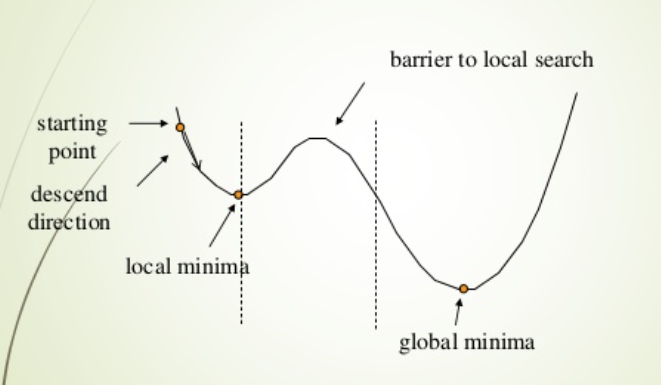 barrier to local search
starting
point
descend
direction
local minima
global minima